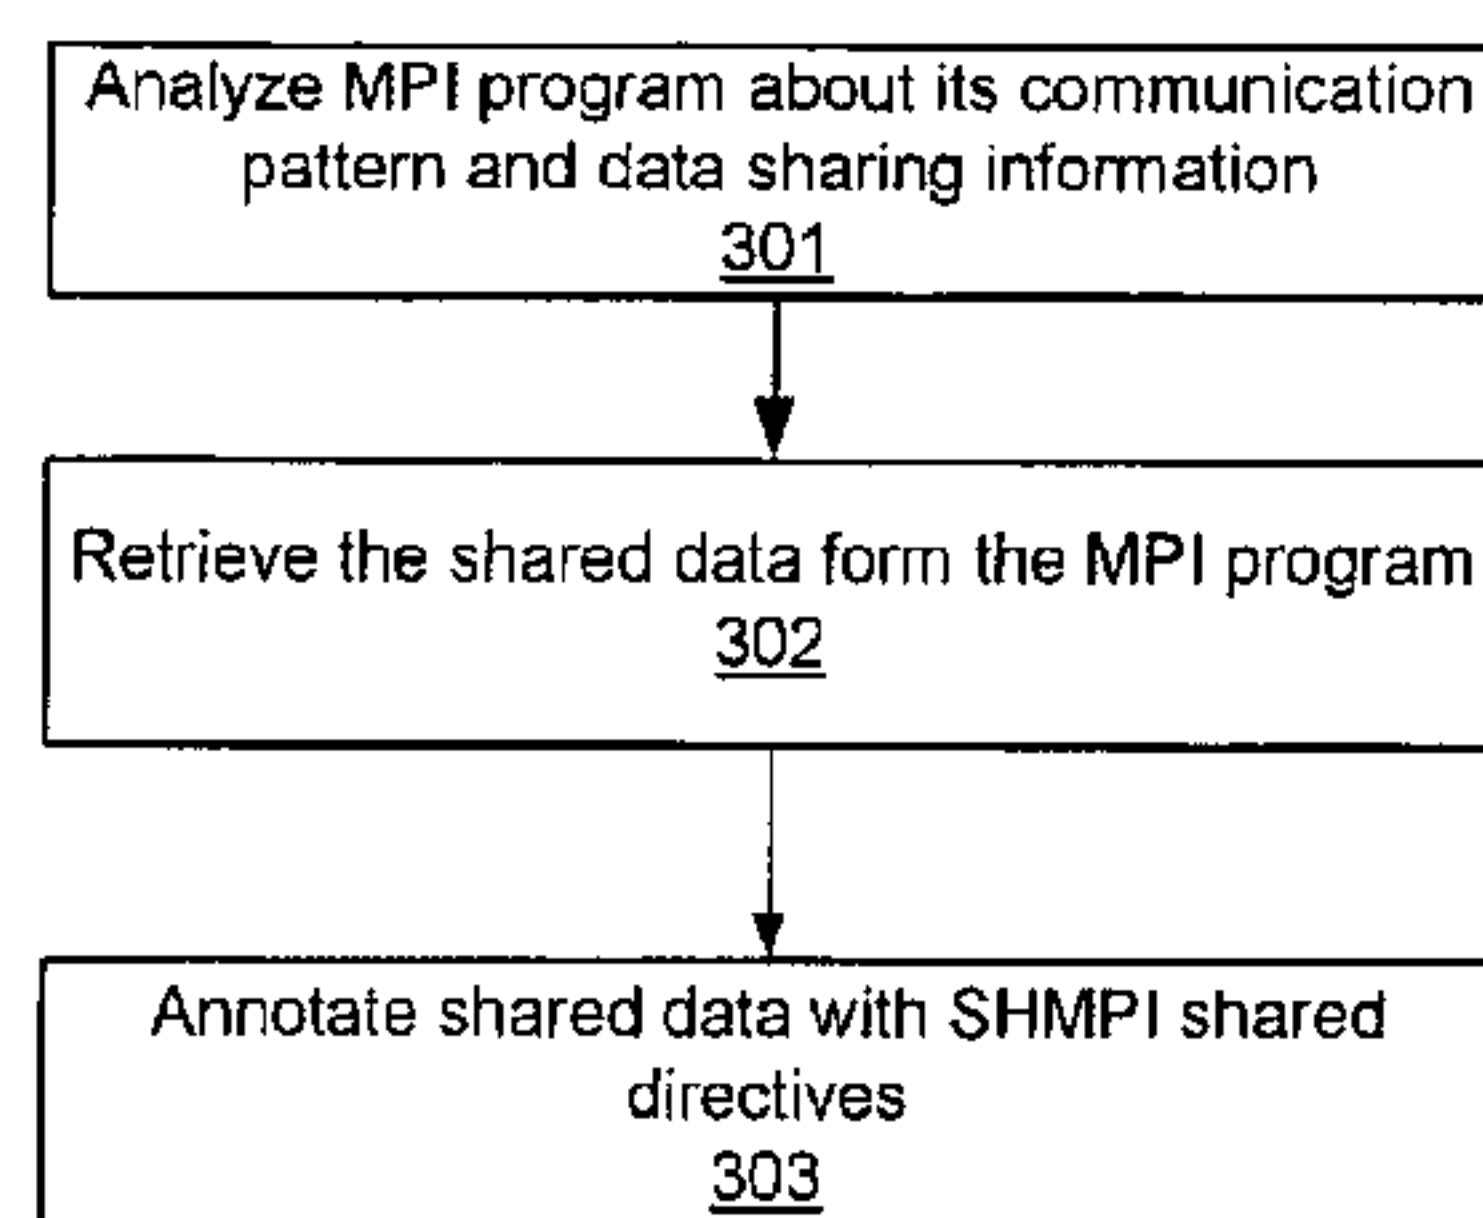 Analyze MPI program about its communication
pattern and data sharing information
301
Retrieve the shared data form the MPI program
302
Annotate shared data with SHMPI shared
directives
303